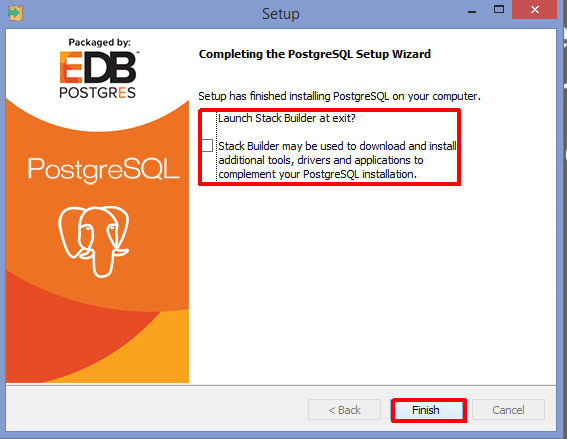 Setup
Packaged by:
EDB™
POSTGRES
PostgreSQL
Completing the PostgreSQL Setup Wizard
Setup has finished installing PostgreSQL on your computer.
Launch Stack Builder at exit?
Stack Builder may be used to download and install
additional tools, drivers and applications to
complement your PostgreSQL installation.
< Back
Finish
Cancel